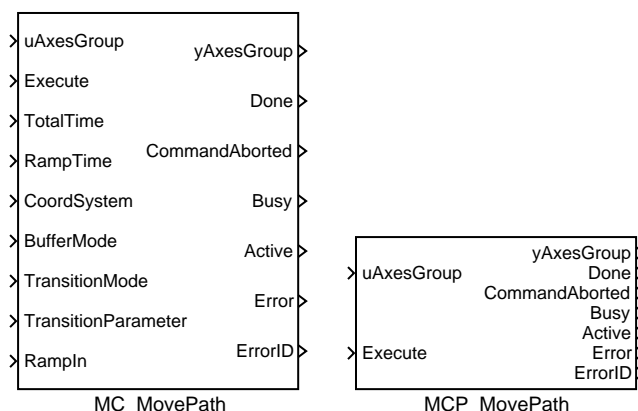 uAxesGroup
Execute
TotalTime
RampTime
CoordSystem
BufferMode
TransitionMode
TransitionParameter
RampIn
yAxesGroup
Done
CommandAborted
Busy
Active
Error
ErrorID
MC_MovePath
uAxesGroup
Execute
yAxesGroup
Done
CommandAborted
Busy
Active
Error
ErrorID
MCP_MovePath